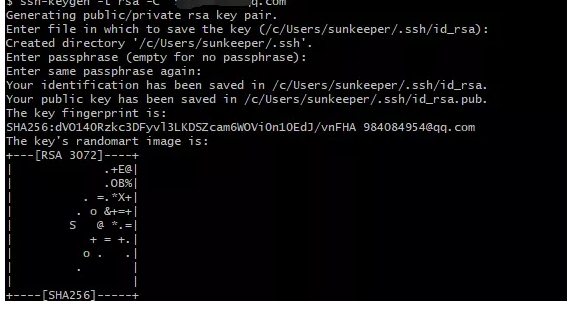 $ ssh-keygen -t rsa -C qq.com
Generating public/private rsa key pair.
Enter file in which to save the key (/c/Users/sunkeeper/.ssh/id_rsa):
Created directory '/c/Users/sunkeeper/.ssh'.
Enter passphrase (empty for no passphrase):
Enter same passphrase again:
Your identification has been saved in /c/Users/sunkeeper/.ssh/id_rsa.
Your public key has been saved in /c/Users/sunkeeper/.ssh/id_rsa.pub.
The key fingerprint is:
SHA256:dVO140Rzkc3DFyvl3LKDSZcam6WOViOn1OEdJ/vnFHA 984084954@qq.com
The key's randomart image is:
+---[RSA 3072]----+
|             .+E@|
|             .OB%|
|          . =.*X+|
|         . o &+=+|
|        S   @ *.=|
|           + = +.|
|          o .   .|
|         .       |
|                 |
+----[SHA256]-----+